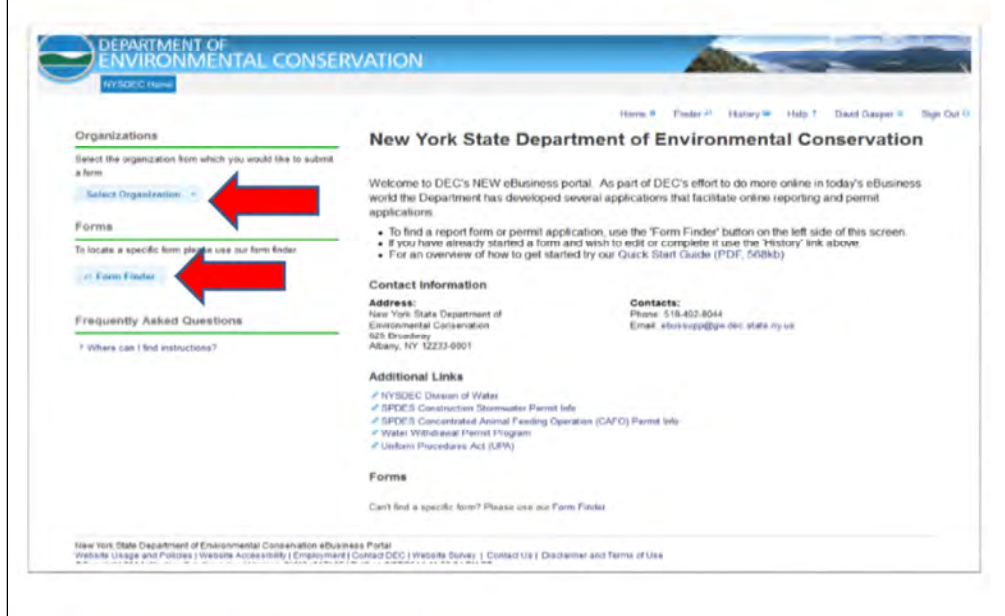 DEPARTMENT OF
ENVIRONMENTAL CONSERVATION
NYSDEC Home
Home Finder History Help ? David Gasper Sign Out
Organizations
Select the organization from which you would like to submit
a form
Select Organization
Forms
To locate a specific form please use our form finder
Form Finder
Frequently Asked Questions
? Where can I find instructions?
New York State Department of Environmental Conservation
Welcome to DEC's NEW eBusiness portal. As part of DEC's effort to do more online in today's eBusiness
world the Department has developed several applications that facilitate online reporting and permit
applications.
• To find a report form or permit application, use the 'Form Finder' button on the left side of this screen.
• If you have already started a form and wish to edit or complete it use the 'History' link above.
• For an overview of how to get started try our Quick Start Guide (PDF, 568kb)
Contact Information
Address:
New York State Department of
Environmental Conservation
625 Broadway
Albany, NY 12233-0001
Contacts:
Phone: 518-402-8044
Email: ebussupp@gw.dec.state.ny.us
Additional Links
NYSDEC Division of Water
SPDES Construction Stormwater Permit Info
SPDES Concentrated Animal Feeding Operation (CAFO) Permit Info
Water Withdrawal Permit Program
Uniform Procedures Act (UPA)
Forms
Can't find a specific form? Please use our Form Finder
New York State Department of Environmental Conservation eBusiness Portal
Website Usage and Policies | Website Accessibility | Employment | Contact DEC | Website Survey | Contact Us | Disclaimer and Terms of Use